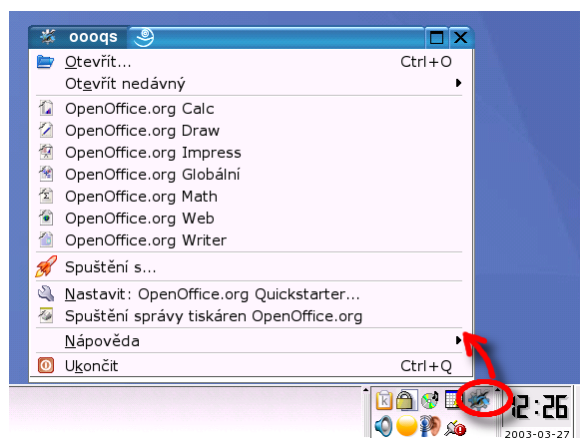 oooqs
Otevřít... Ctrl+O
Otevřít nedávný
OpenOffice.org Calc
OpenOffice.org Draw
OpenOffice.org Impress
OpenOffice.org Globální
OpenOffice.org Math
OpenOffice.org Web
OpenOffice.org Writer
Spuštění s...
Nastavit: OpenOffice.org Quickstarter...
Spuštění správy tiskáren OpenOffice.org
Nápověda
Ukončit Ctrl+Q
12:26
2003-03-27